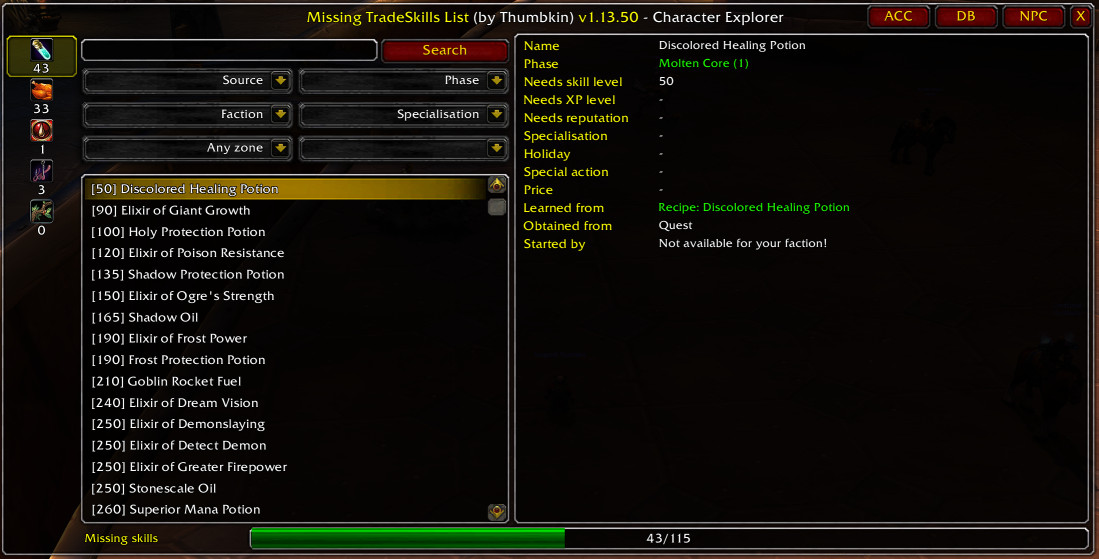 Missing TradeSkills List (by Thumbkin) v1.13.50 - Character Explorer
ACC
DB
NPC
X
43
33
1
3
0
Search
Source
Phase
Faction
Specialisation
Any zone
[50] Discolored Healing Potion
[90] Elixir of Giant Growth
[100] Holy Protection Potion
[120] Elixir of Poison Resistance
[135] Shadow Protection Potion
[150] Elixir of Ogre's Strength
[165] Shadow Oil
[190] Elixir of Frost Power
[190] Frost Protection Potion
[210] Goblin Rocket Fuel
[240] Elixir of Dream Vision
[250] Elixir of Demonslaying
[250] Elixir of Detect Demon
[250] Elixir of Greater Firepower
[250] Stonescale Oil
[260] Superior Mana Potion
Name Discolored Healing Potion
Phase Molten Core (1)
Needs skill level 50
Needs XP level -
Needs reputation -
Specialisation -
Holiday -
Special action -
Price -
Learned from Recipe: Discolored Healing Potion
Obtained from Quest
Started by Not available for your faction!
Missing skills 43/115